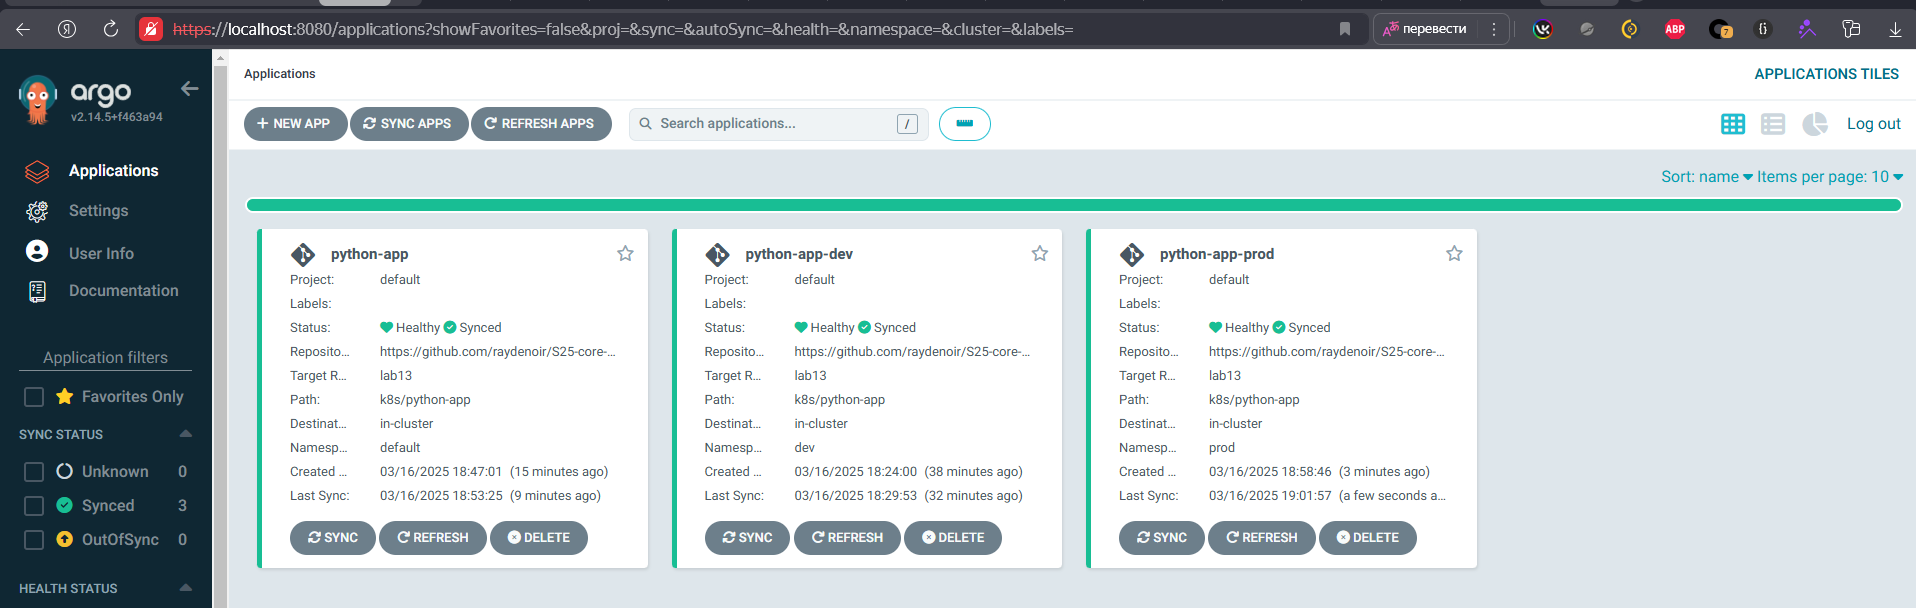 https://localhost:8080/applications?showFavorites=false&proj=&sync=&autoSync=&health=&namespace=&cluster=&labels=
перевести
ABP
7
argo
v2.14.5+f463a94
Applications
Settings
User Info
Documentation
Application filters
Favorites Only
SYNC STATUS
Unknown 0
Synced 3
OutOfSync 0
HEALTH STATUS
Applications
APPLICATIONS TILES
+ NEW APP
SYNC APPS
REFRESH APPS
Search applications...
/
Log out
Sort: name Items per page: 10
python-app
Project: default
Labels:
Status: Healthy Synced
Reposito... https://github.com/raydenoir/S25-core-...
Target R... lab13
Path: k8s/python-app
Destinat... in-cluster
Namesp... default
Created ... 03/16/2025 18:47:01 (15 minutes ago)
Last Sync: 03/16/2025 18:53:25 (9 minutes ago)
SYNC REFRESH DELETE
python-app-dev
Project: default
Labels:
Status: Healthy Synced
Reposito... https://github.com/raydenoir/S25-core-...
Target R... lab13
Path: k8s/python-app
Destinat... in-cluster
Namesp... dev
Created ... 03/16/2025 18:24:00 (38 minutes ago)
Last Sync: 03/16/2025 18:29:53 (32 minutes ago)
SYNC REFRESH DELETE
python-app-prod
Project: default
Labels:
Status: Healthy Synced
Reposito... https://github.com/raydenoir/S25-core-...
Target R... lab13
Path: k8s/python-app
Destinat... in-cluster
Namesp... prod
Created ... 03/16/2025 18:58:46 (3 minutes ago)
Last Sync: 03/16/2025 19:01:57 (a few seconds a...
SYNC REFRESH DELETE